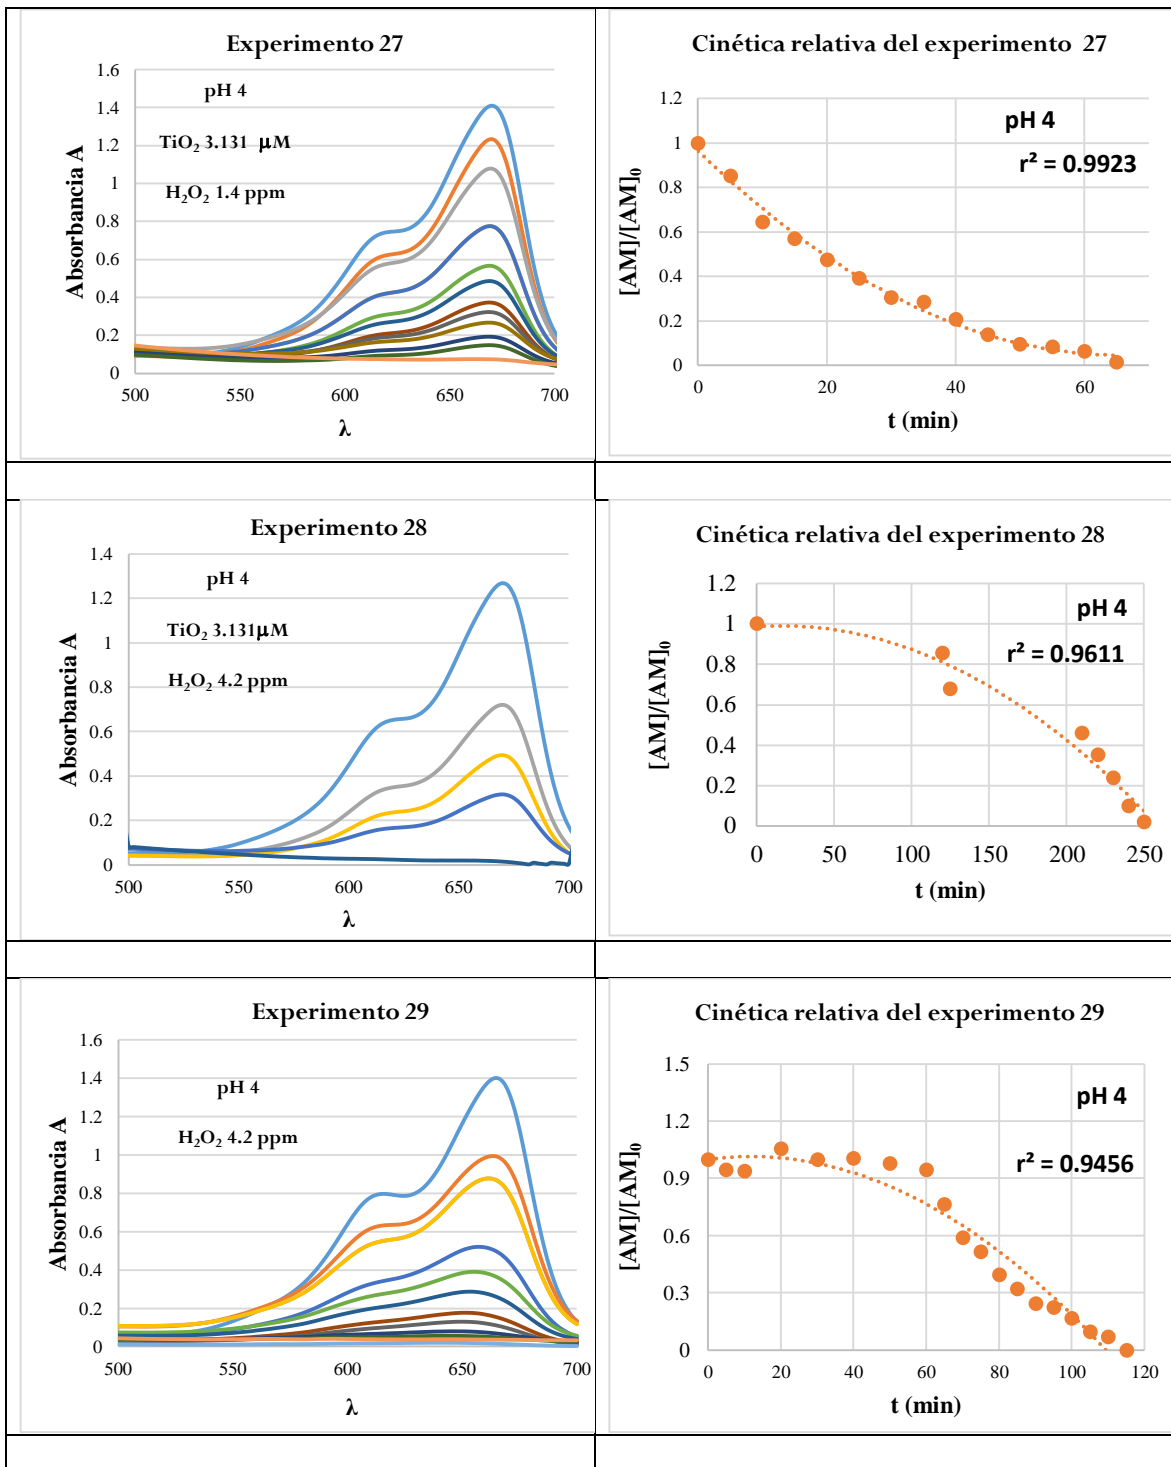 Experimento 27
pH 4
TiO₂ 3.131 μM
H₂O₂ 1.4 ppm
Absorbancia A
1.6
1.4
1.2
1
0.8
0.6
0.4
0.2
0
500 550 600 650 700
λ
Cinética relativa del experimento 27
pH 4
r² = 0.9923
[AM]/[AM]₀
1.2
1
0.8
0.6
0.4
0.2
0
0 20 40 60
t (min)
Experimento 28
pH 4
TiO₂ 3.131μM
H₂O₂ 4.2 ppm
Absorbancia A
1.4
1.2
1
0.8
0.6
0.4
0.2
0
500 550 600 650 700
λ
Cinética relativa del experimento 28
pH 4
r² = 0.9611
[AM]/[AM]₀
1.2
1
0.8
0.6
0.4
0.2
0
0 50 100 150 200 250
t (min)
Experimento 29
pH 4
H₂O₂ 4.2 ppm
Absorbancia A
1.6
1.4
1.2
1
0.8
0.6
0.4
0.2
0
500 550 600 650 700
λ
Cinética relativa del experimento 29
pH 4
r² = 0.9456
[AM]/[AM]₀
1.5
1.2
0.9
0.6
0.3
0
0 20 40 60 80 100 120
t (min)